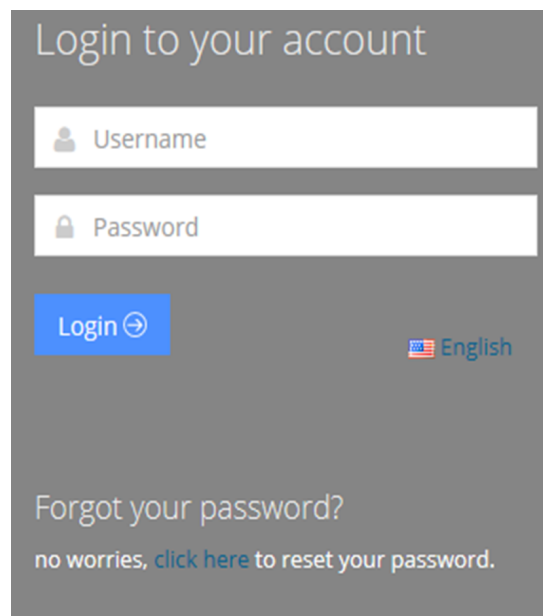 Login to your account
Username
Password
Login
English
Forgot your password?
no worries, click here to reset your password.